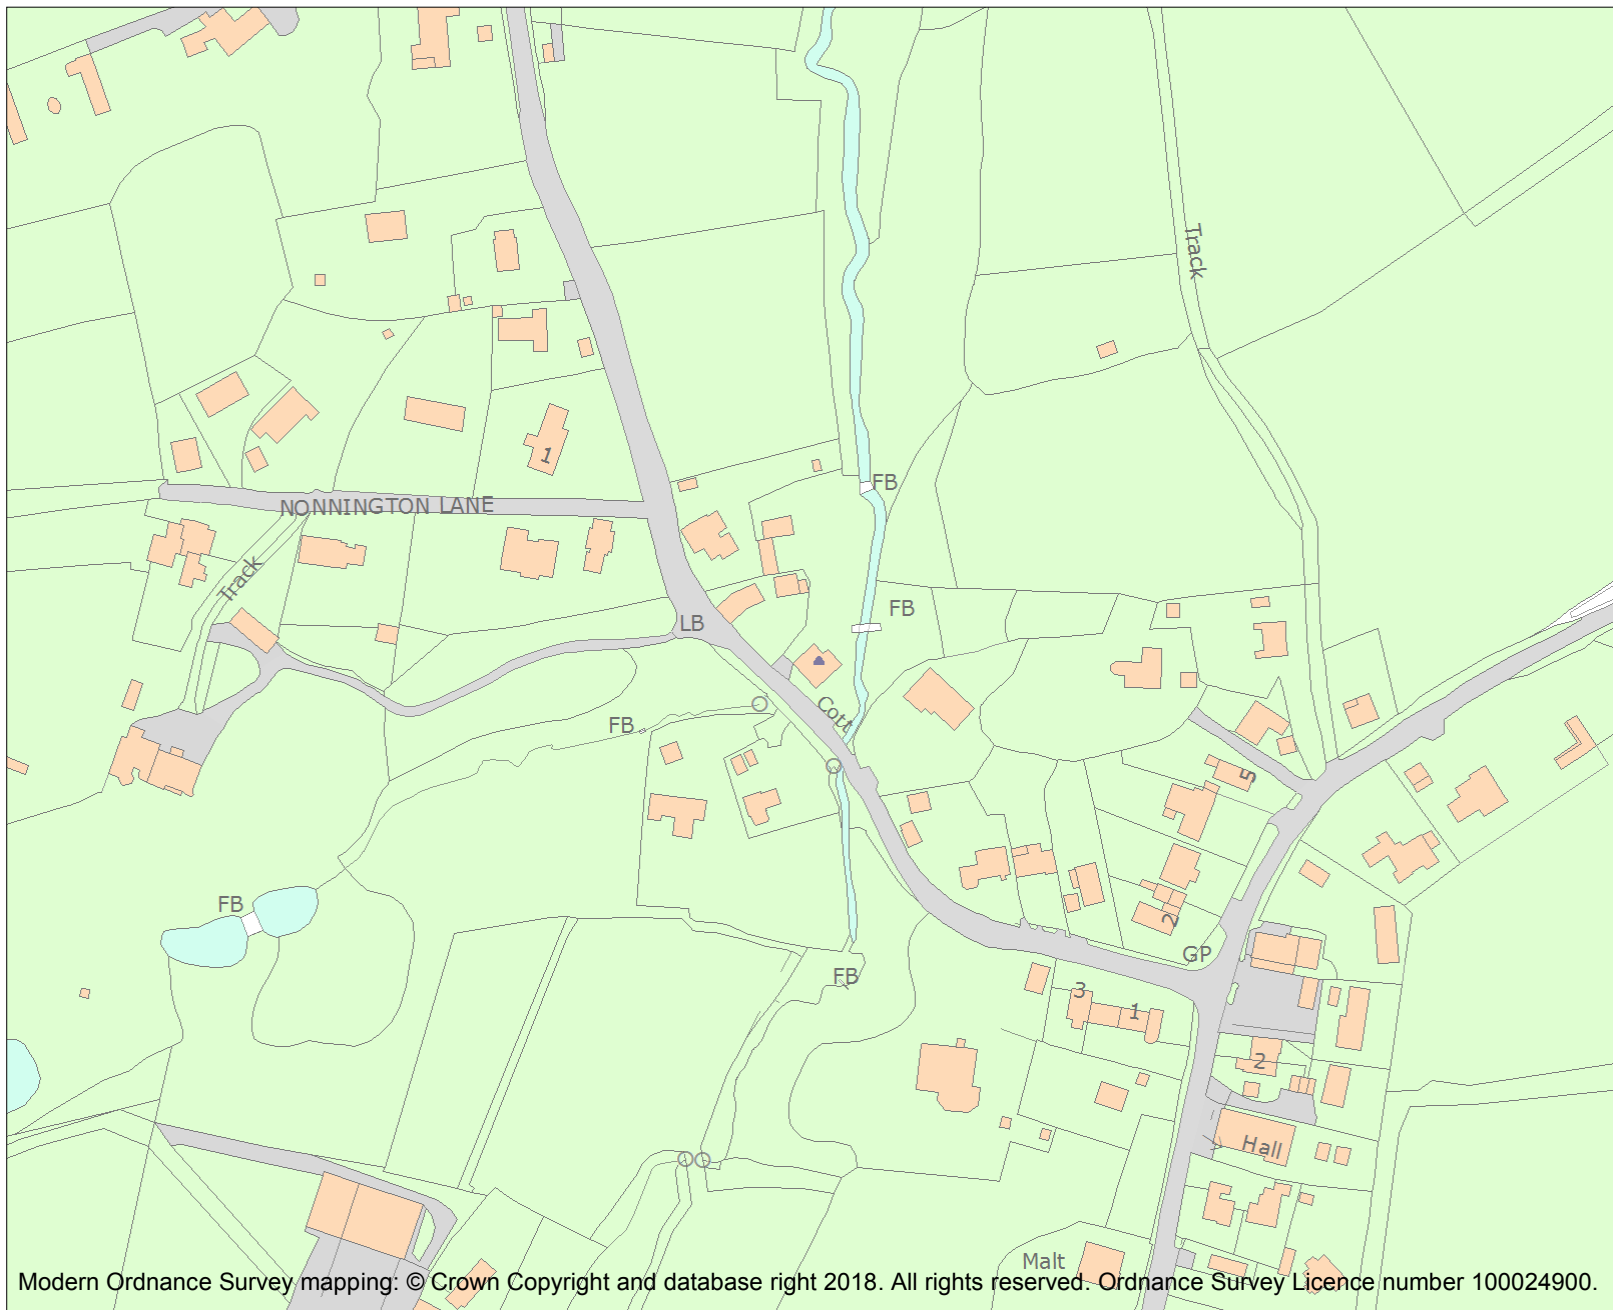 Track
FB
1
NONNINGTON LANE
Track
FB
LB
Cott
FB
5
FB
2
GP
FB
3
1
2
Hall
Malt
Modern Ordnance Survey mapping: © Crown Copyright and database right 2018. All rights reserved. Ordnance Survey Licence number 100024900.